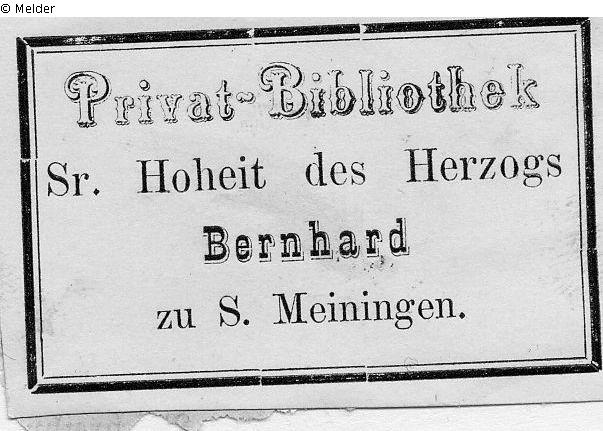 © Melder
Privat-Bibliothek
Sr. Hoheit des Herzogs
Bernhard
zu S. Meiningen.